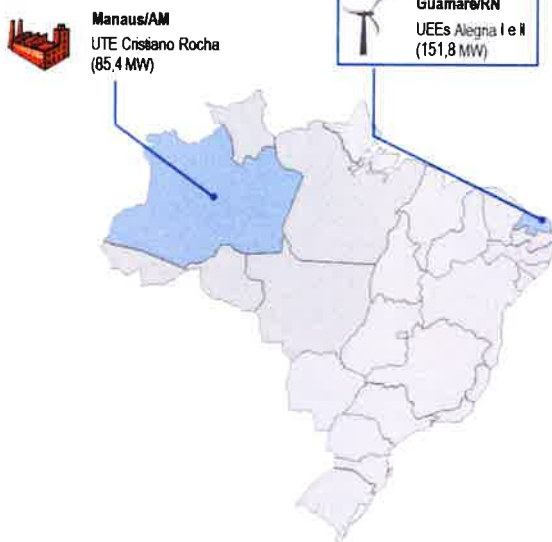 Manaus/AM
UTE Cristiano Rocha
(85,4 MW)
Guamaré/RN
UEEs Alegria I e II
(151,8 MW)